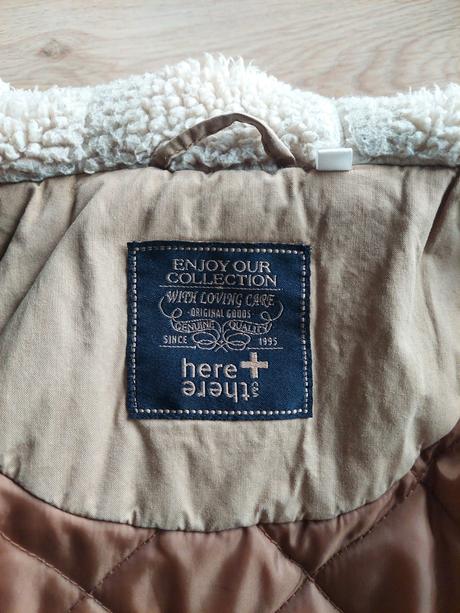 ENJOY OUR
COLLECTION
WITH LOVING CARE
ORIGINAL GOODS
GENUINE QUALITY
SINCE 1995
here +
there
C&A